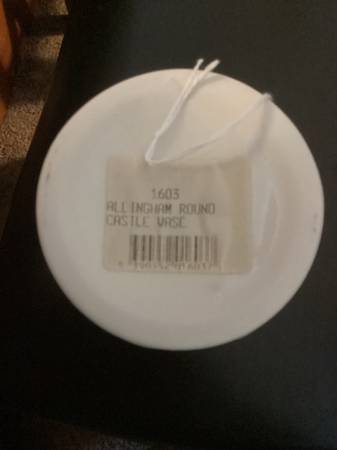 1603
ALLINGHAM ROUND
CASTLE VASE